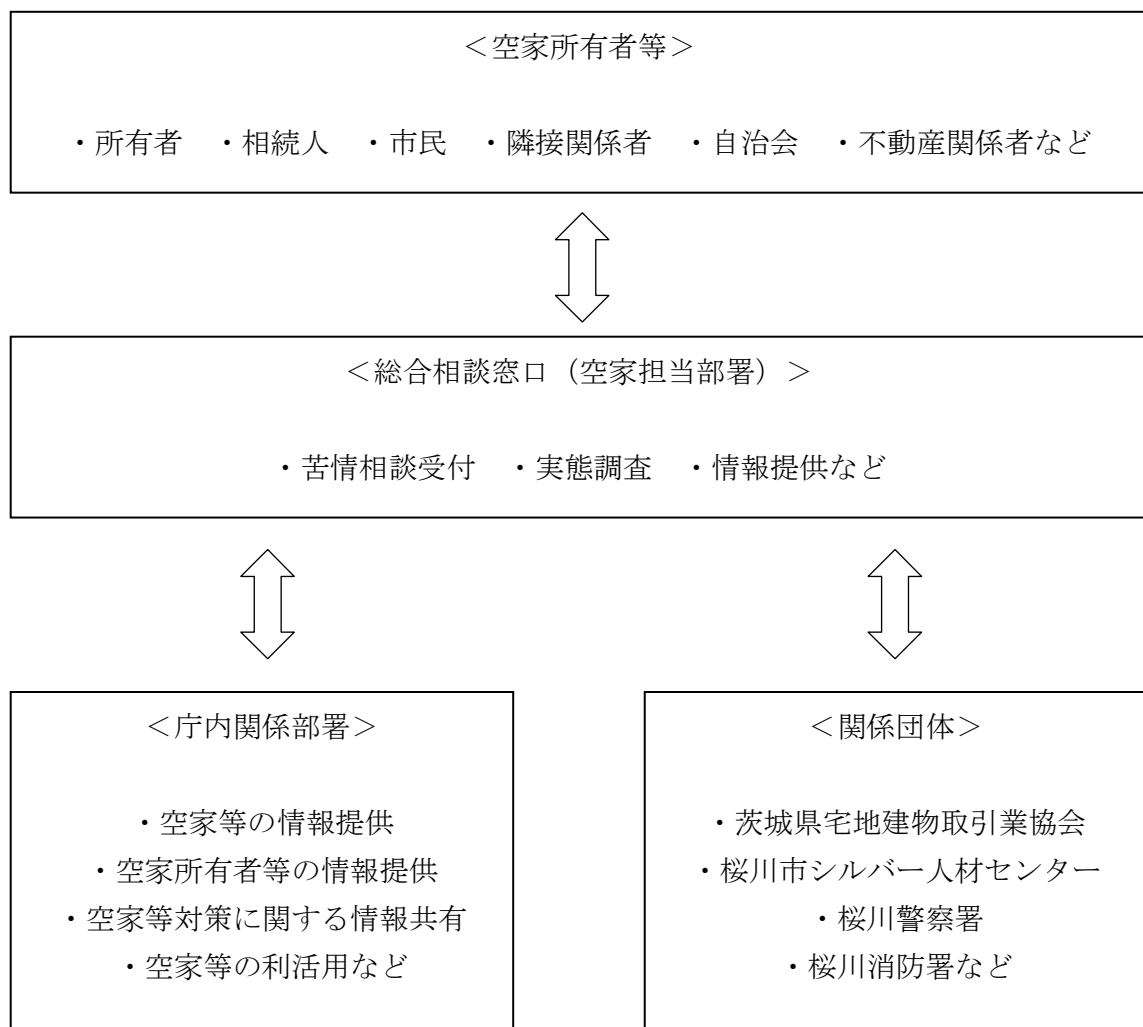 ＜空家所有者等＞
・所有者　・相続人　・市民　・隣接関係者　・自治会　・不動産関係者など
＜総合相談窓口（空家担当部署）＞
・苦情相談受付　・実態調査　・情報提供など
＜庁内関係部署＞
・空家等の情報提供
・空家所有者等の情報提供
・空家等対策に関する情報共有
・空家等の利活用など
＜関係団体＞
・茨城県宅地建物取引業協会
・桜川市シルバー人材センター
・桜川警察署
・桜川消防署など